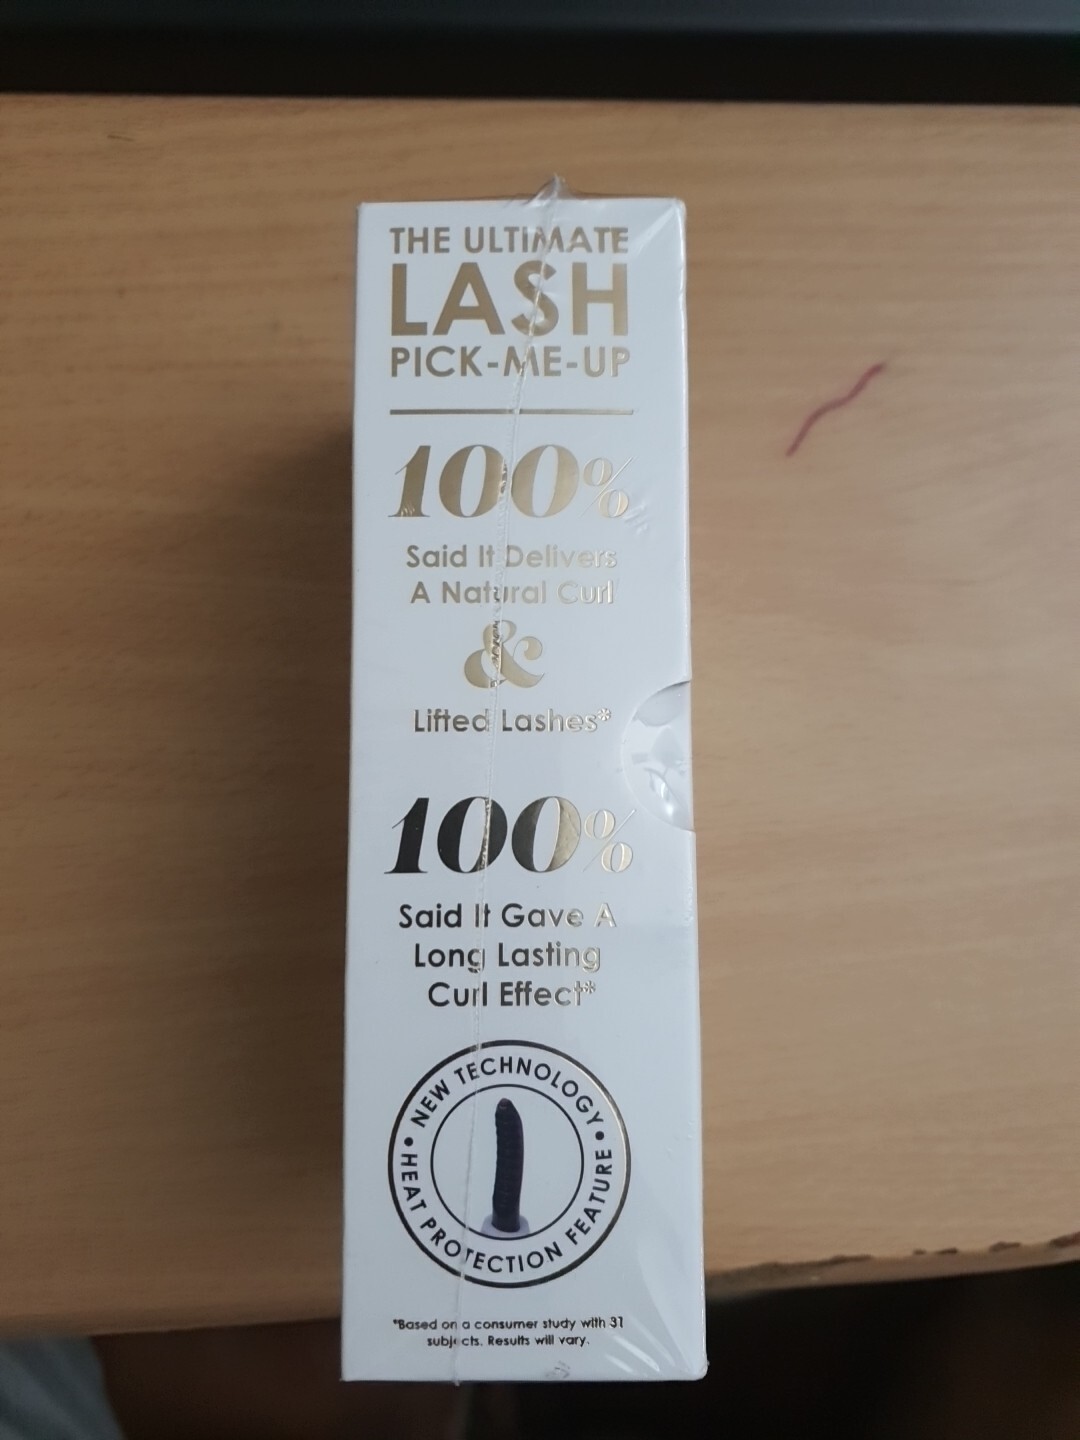 THE ULTIMATE
LASH
PICK-ME-UP
100%
Said It Delivers
A Natural Curl
&
Lifted Lashes*
100%
Said It Gave A
Long Lasting
Curl Effect*
NEW TECHNOLOGY •
HEAT PROTECTION FEATURE •
*Based on a consumer study with 31
subjects. Results will vary.